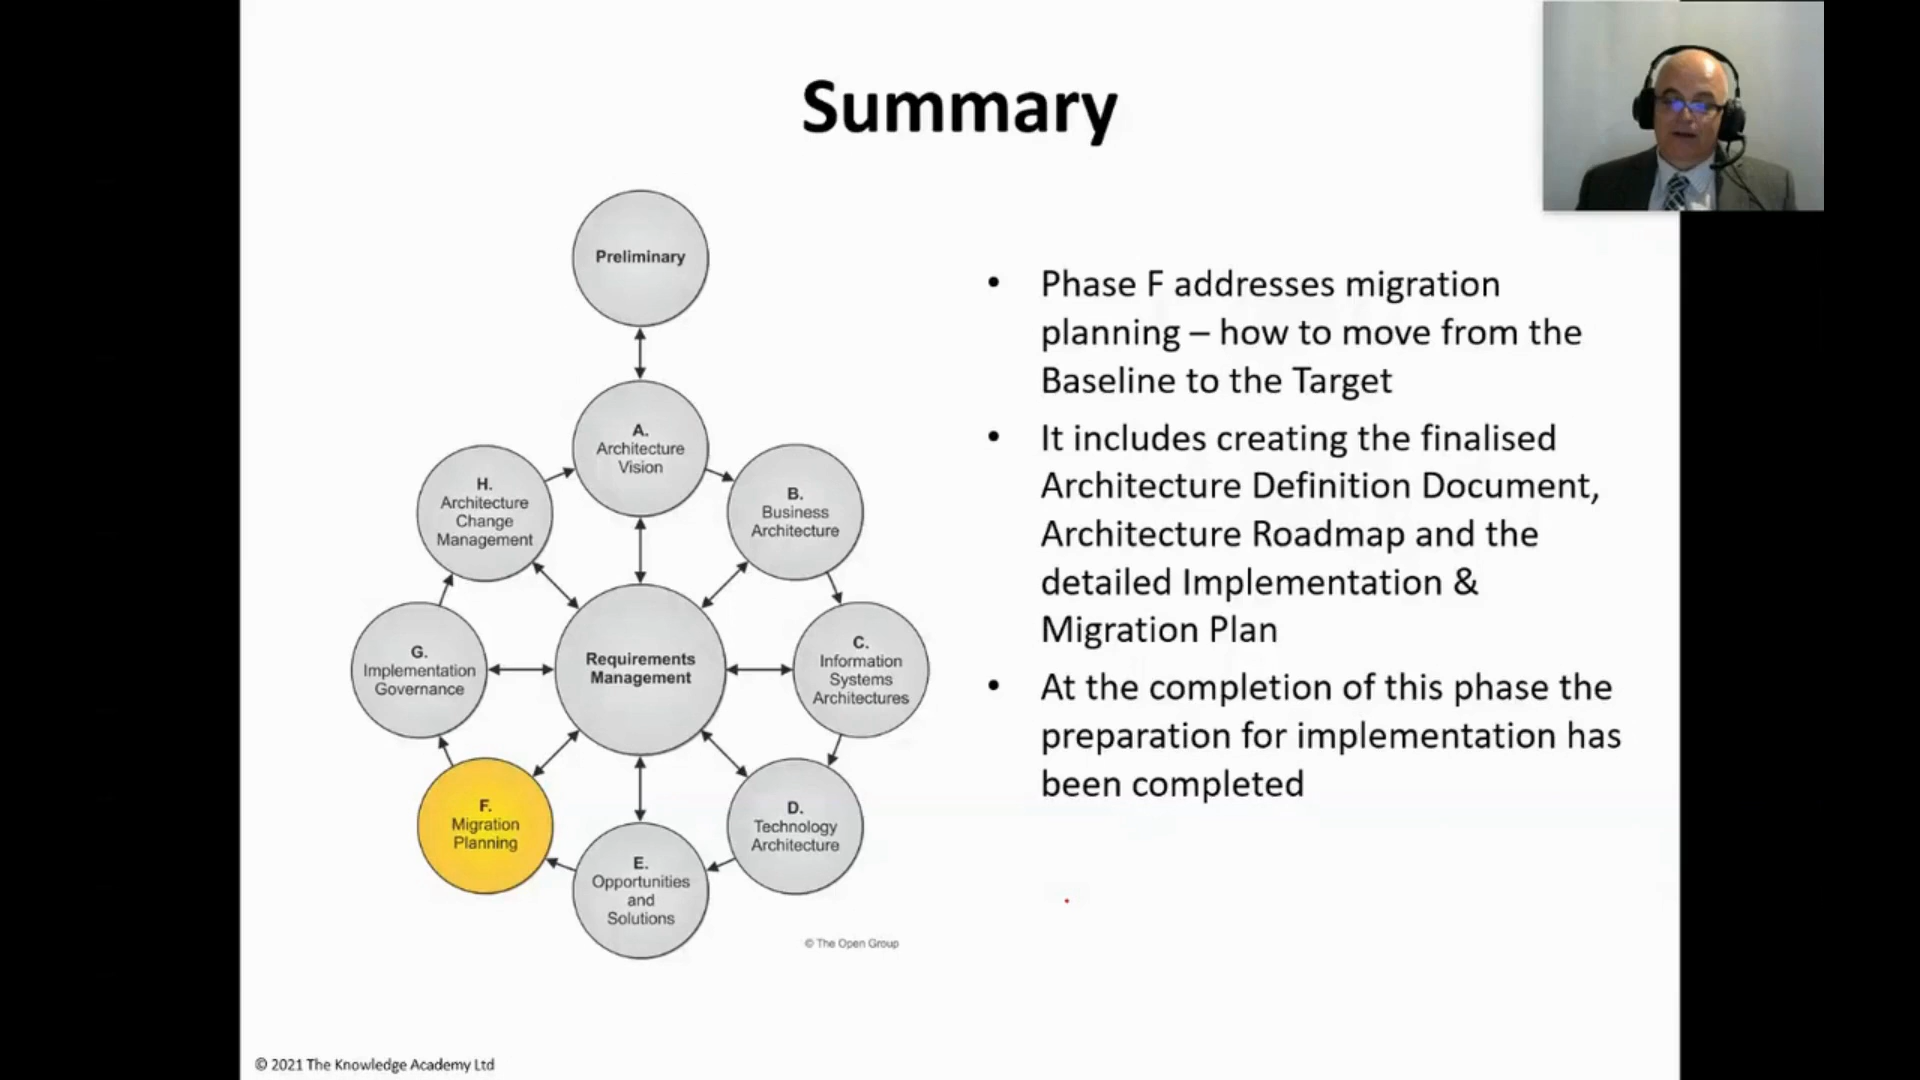 Summary
Preliminary
A.
Architecture
Vision
B.
Business
Architecture
C.
Information
Systems
Architectures
D.
Technology
Architecture
E.
Opportunities
and
Solutions
F.
Migration
Planning
G.
Implementation
Governance
H.
Architecture
Change
Management
Requirements
Management
© The Open Group
• Phase F addresses migration
planning – how to move from the
Baseline to the Target
• It includes creating the finalised
Architecture Definition Document,
Architecture Roadmap and the
detailed Implementation &
Migration Plan
• At the completion of this phase the
preparation for implementation has
been completed
© 2021 The Knowledge Academy Ltd